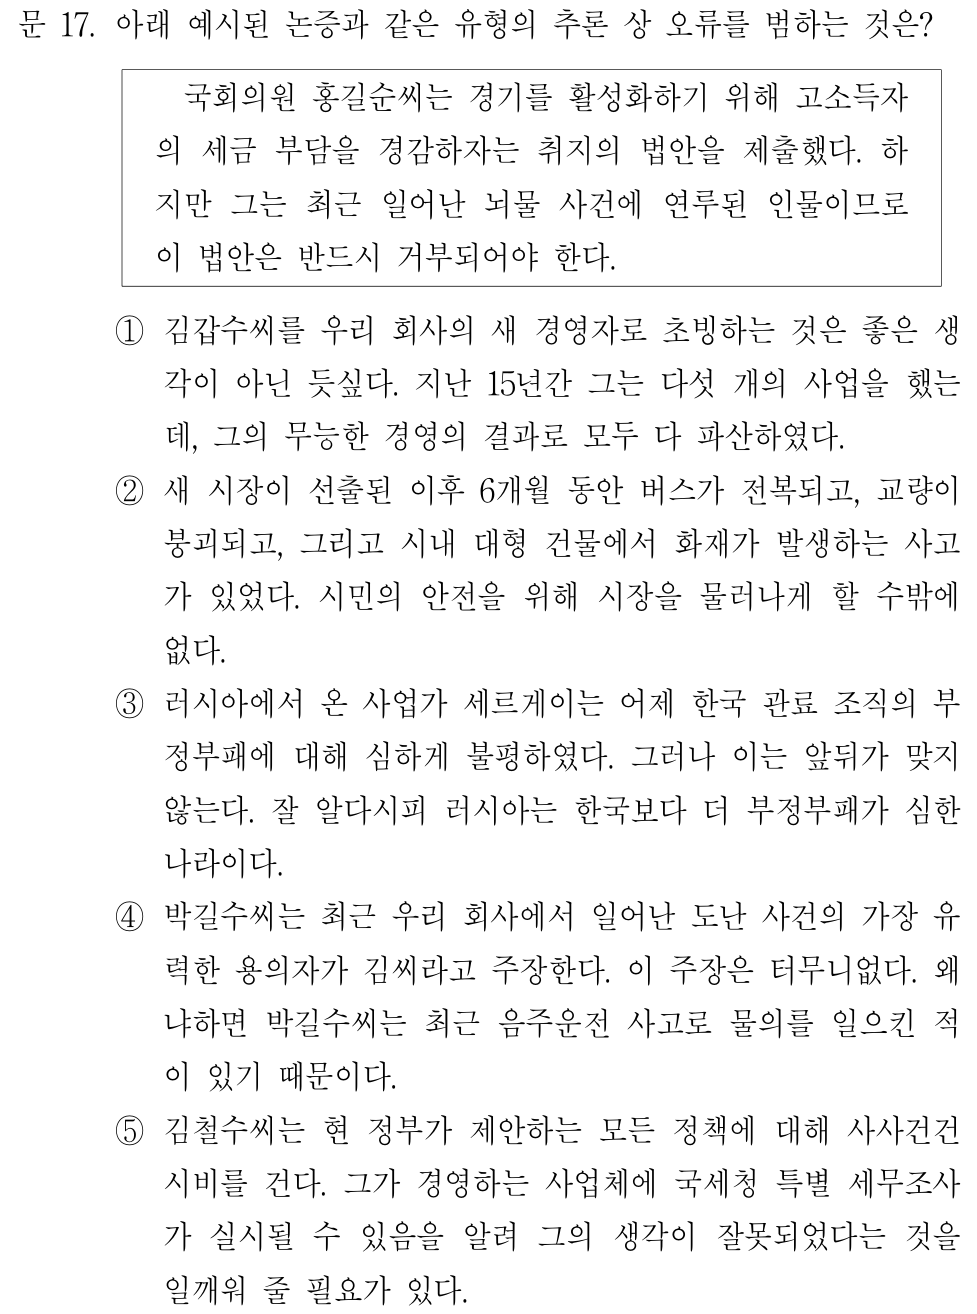 문 17. 아래 예시된 논증과 같은 유형의 추론 상 오류를 범하는 것은?
국회의원 홍길순씨는 경기를 활성화하기 위해 고소득자
의 세금 부담을 경감하자는 취지의 법안을 제출했다. 하
지만 그는 최근 일어난 뇌물 사건에 연루된 인물이므로
이 법안은 반드시 거부되어야 한다.
① 김갑수씨를 우리 회사의 새 경영자로 초빙하는 것은 좋은 생
각이 아닌 듯싶다. 지난 15년간 그는 다섯 개의 사업을 했는
데, 그의 무능한 경영의 결과로 모두 다 파산하였다.
② 새 시장이 선출된 이후 6개월 동안 버스가 전복되고, 교량이
붕괴되고, 그리고 시내 대형 건물에서 화재가 발생하는 사고
가 있었다. 시민의 안전을 위해 시장을 물러나게 할 수밖에
없다.
③ 러시아에서 온 사업가 세르게이는 어제 한국 관료 조직의 부
정부패에 대해 심하게 불평하였다. 그러나 이는 앞뒤가 맞지
않는다. 잘 알다시피 러시아는 한국보다 더 부정부패가 심한
나라이다.
④ 박길수씨는 최근 우리 회사에서 일어난 도난 사건의 가장 유
력한 용의자가 김씨라고 주장한다. 이 주장은 터무니없다. 왜
냐하면 박길수씨는 최근 음주운전 사고로 물의를 일으킨 적
이 있기 때문이다.
⑤ 김철수씨는 현 정부가 제안하는 모든 정책에 대해 사사건건
시비를 건다. 그가 경영하는 사업체에 국세청 특별 세무조사
가 실시될 수 있음을 알려 그의 생각이 잘못되었다는 것을
일깨워 줄 필요가 있다.